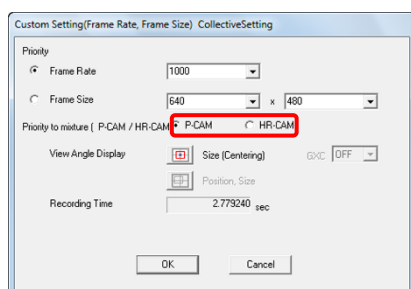 Custom Setting(Frame Rate, Frame Size) CollectiveSetting
Priority
Frame Rate 1000
Frame Size 640 x 480
Priority to mixture ( P-CAM / HR-CAM P-CAM HR-CAM
View Angle Display Size (Centering) GXC OFF
Position, Size
Recording Time 2.779240 sec
OK Cancel